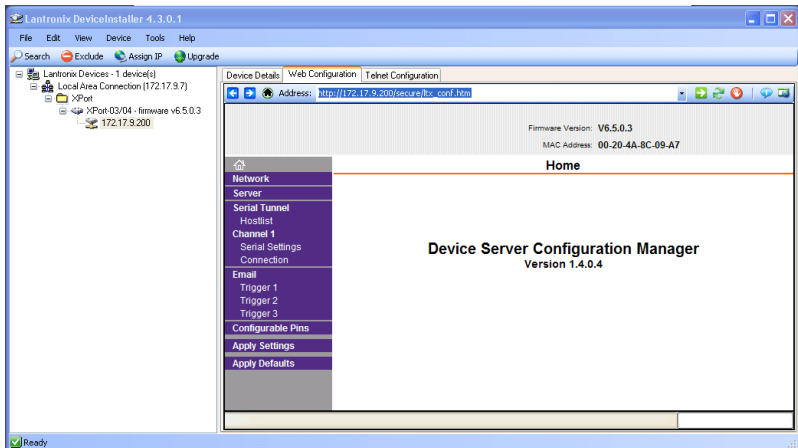 Lantronix DeviceInstaller 4.3.0.1
File Edit View Device Tools Help
Search Exclude Assign IP Upgrade
Lantronix Devices - 1 device(s)
Local Area Connection (172.17.9.7)
XPort
XPort-03/04 - firmware v6.5.0.3
172.17.9.200
Device Details Web Configuration Telnet Configuration
Address: http://172.17.9.200/secure/ltx_conf.htm
Firmware Version: V6.5.0.3
MAC Address: 00-20-4A-8C-09-A7
Home
Network
Server
Serial Tunnel
Hostlist
Channel 1
Serial Settings
Connection
Email
Trigger 1
Trigger 2
Trigger 3
Configurable Pins
Apply Settings
Apply Defaults
Device Server Configuration Manager
Version 1.4.0.4
Ready